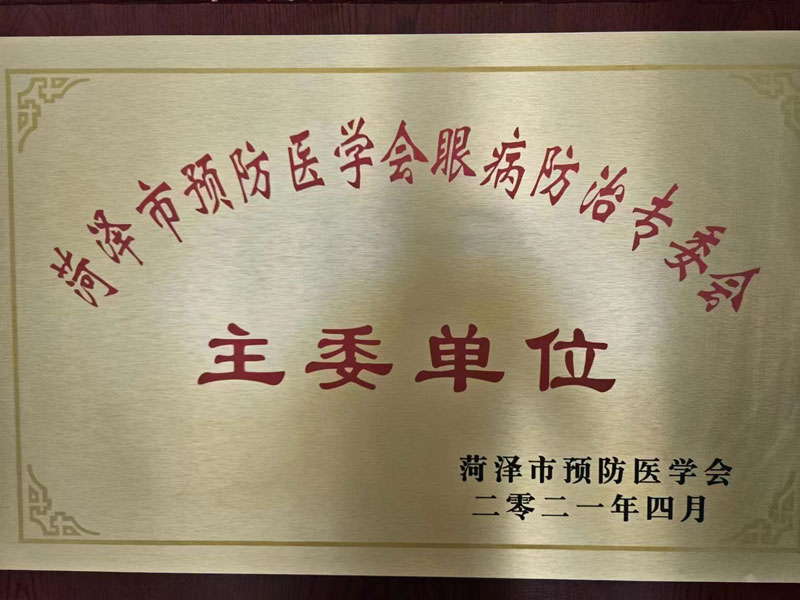 菏泽市预防医学会眼病防治专委会
主委单位
菏泽市预防医学会
二零二一年四月